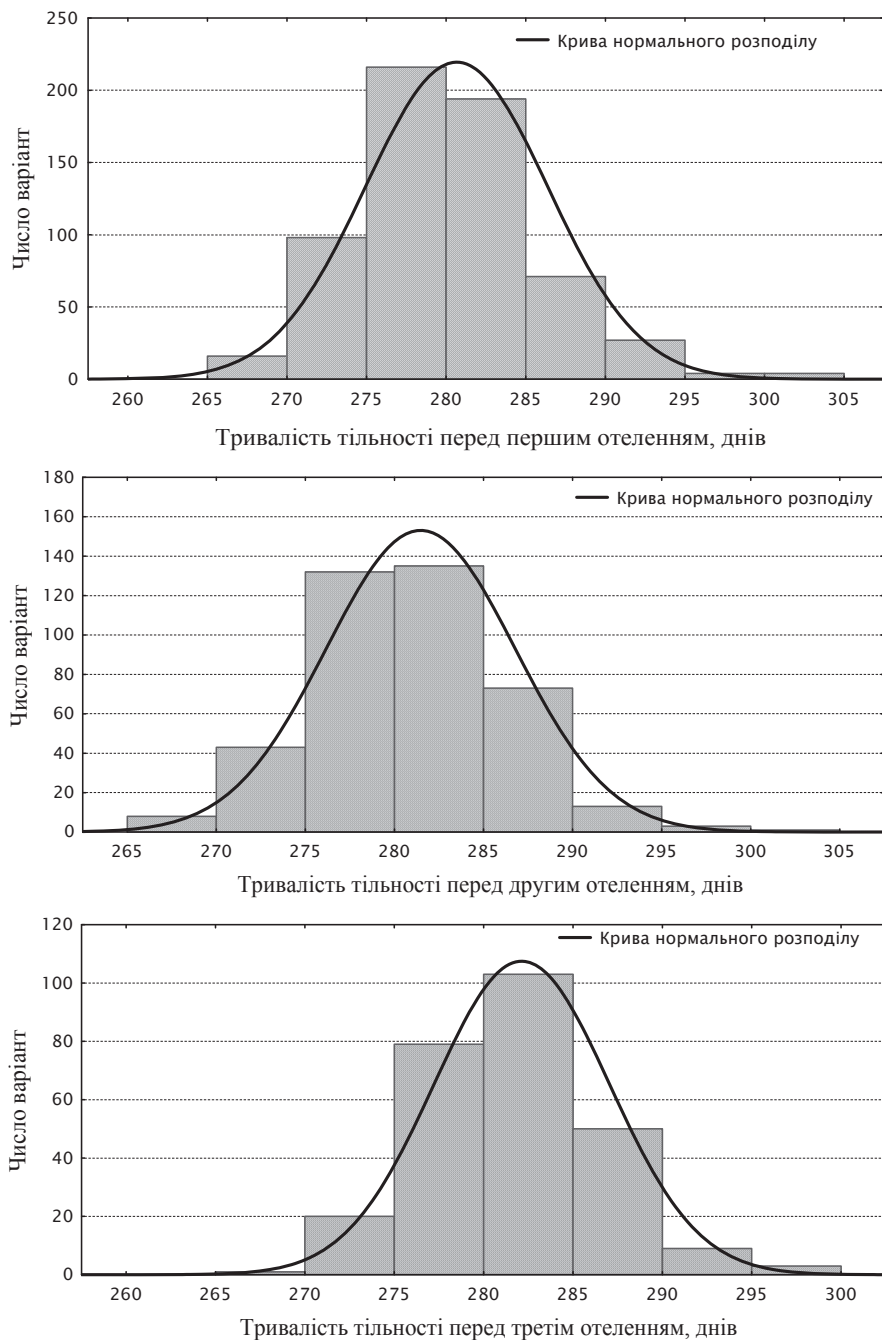 250
Крива нормального розподілу
200
150
100
50
0
Число варіант
260 265 270 275 280 285 290 295 300 305
Тривалість тільності перед першим отеленням, днів
180
Крива нормального розподілу
160
140
120
100
80
60
40
20
0
Число варіант
265 270 275 280 285 290 295 300 305
Тривалість тільності перед другим отеленням, днів
120
Крива нормального розподілу
100
80
60
40
20
0
Число варіант
260 265 270 275 280 285 290 295 300
Тривалість тільності перед третім отеленням, днів